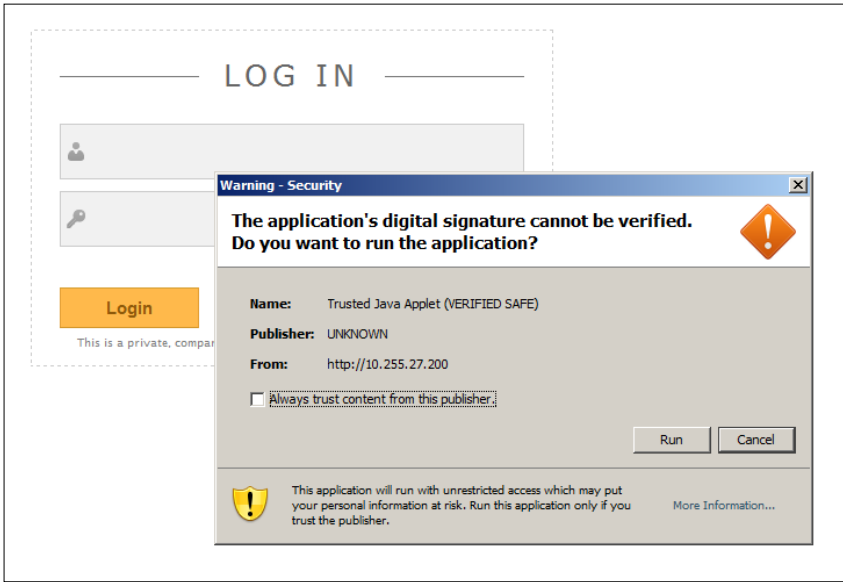 LOG IN
Login
This is a private, compar
Warning - Security
The application's digital signature cannot be verified.
Do you want to run the application?
Name: Trusted Java Applet (VERIFIED SAFE)
Publisher: UNKNOWN
From: http://10.255.27.200
Always trust content from this publisher.
Run Cancel
This application will run with unrestricted access which may put
your personal information at risk. Run this application only if you
trust the publisher.
More Information...